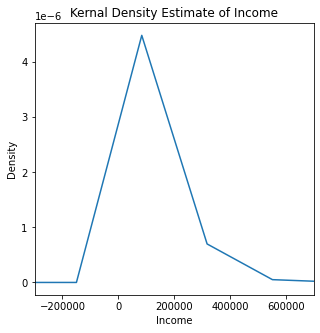 Kernal Density Estimate of Income
1e−6
4
3
2
1
0
Density
−200000 0 200000 400000 600000
Income